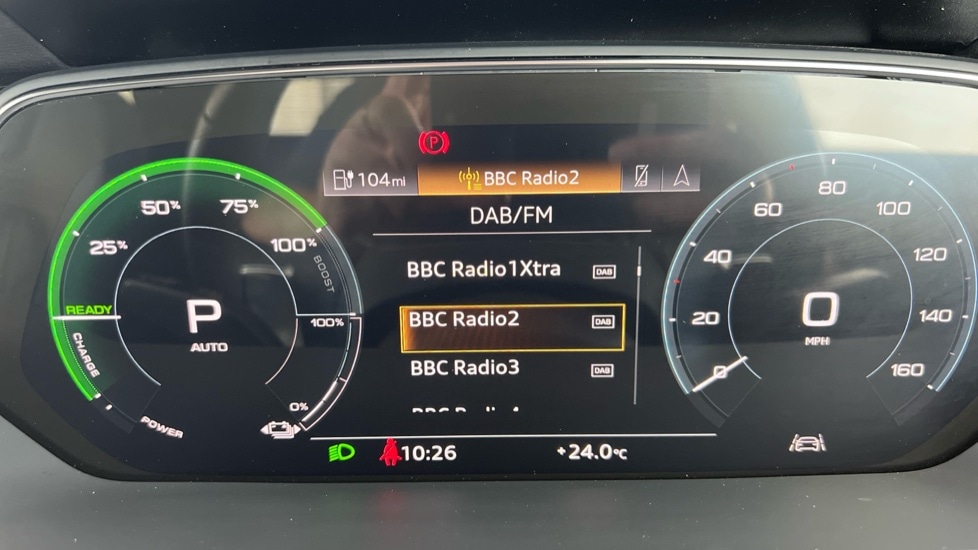 P
104mi
BBC Radio2
DAB/FM
BBC Radio1Xtra DAB
BBC Radio2 DAB
BBC Radio3 DAB
25%
50%
75%
100%
BOOST
READY
CHARGE
POWER
P
AUTO
100%
0%
0
20
40
60
80
100
120
140
160
0
MPH
10:26
+24.0°C